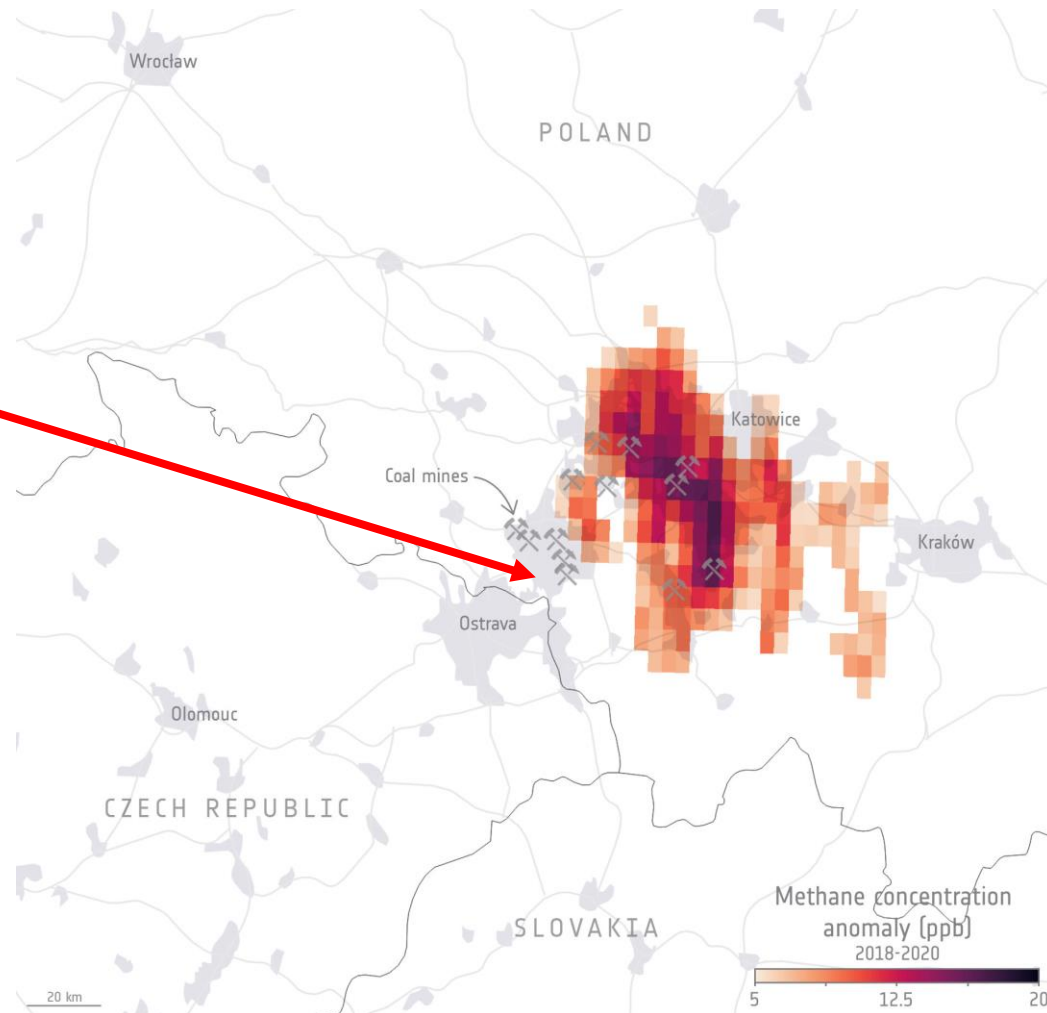 Wrocław
POLAND
Katowice
Coal mines
Kraków
Ostrava
Olomouc
CZECH REPUBLIC
SLOVAKIA
Methane concentration
anomaly (ppb)
2018-2020
20 km
5 12.5 20